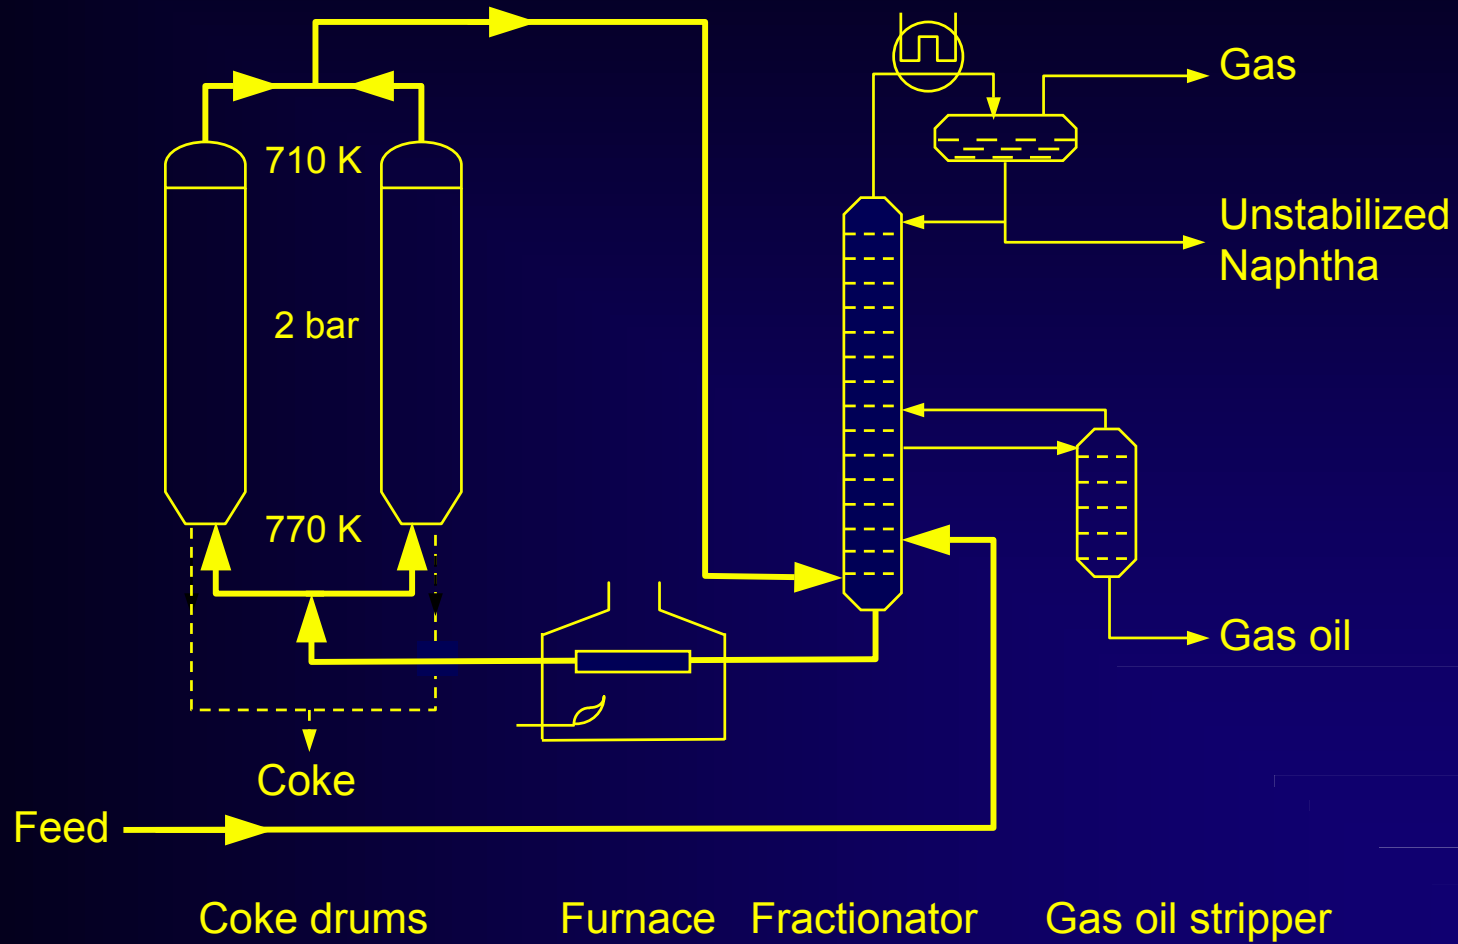 Gas
710 K
Unstabilized
Naphtha
2 bar
770 K
Gas oil
Coke
Feed
Coke drums
Furnace
Fractionator
Gas oil stripper